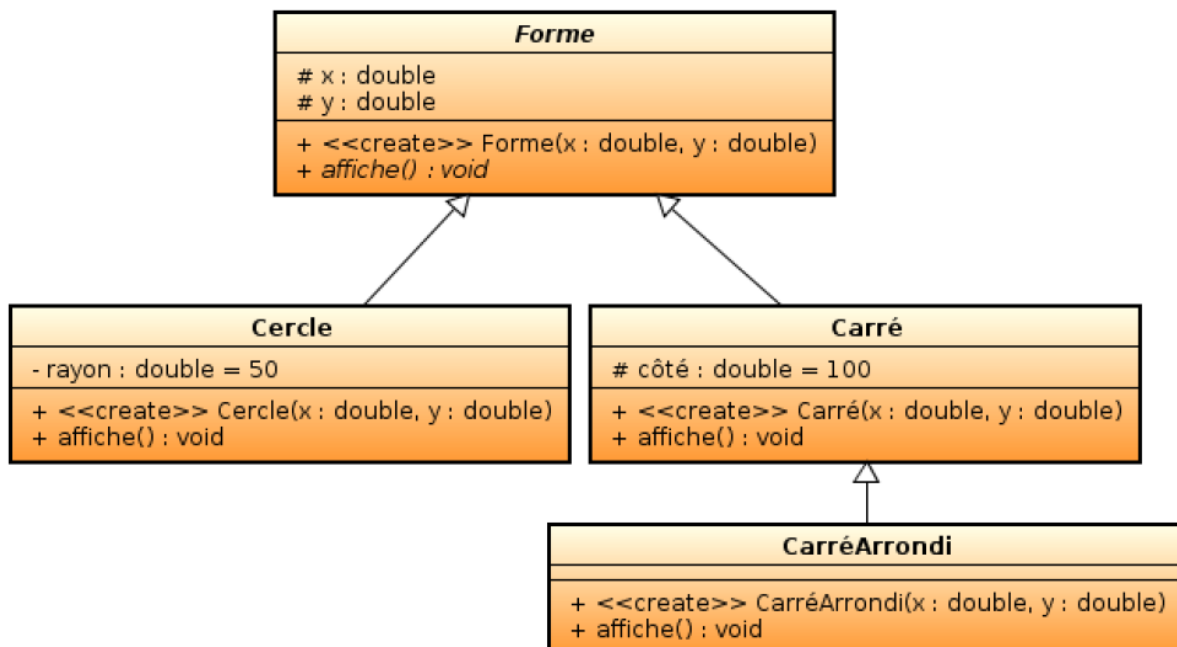 Forme
# x : double
# y : double
+ <<create>> Forme(x : double, y : double)
+ affiche() : void
Cercle
- rayon : double = 50
+ <<create>> Cercle(x : double, y : double)
+ affiche() : void
Carré
# côté : double = 100
+ <<create>> Carré(x : double, y : double)
+ affiche() : void
CarréArrondi
+ <<create>> CarréArrondi(x : double, y : double)
+ affiche() : void